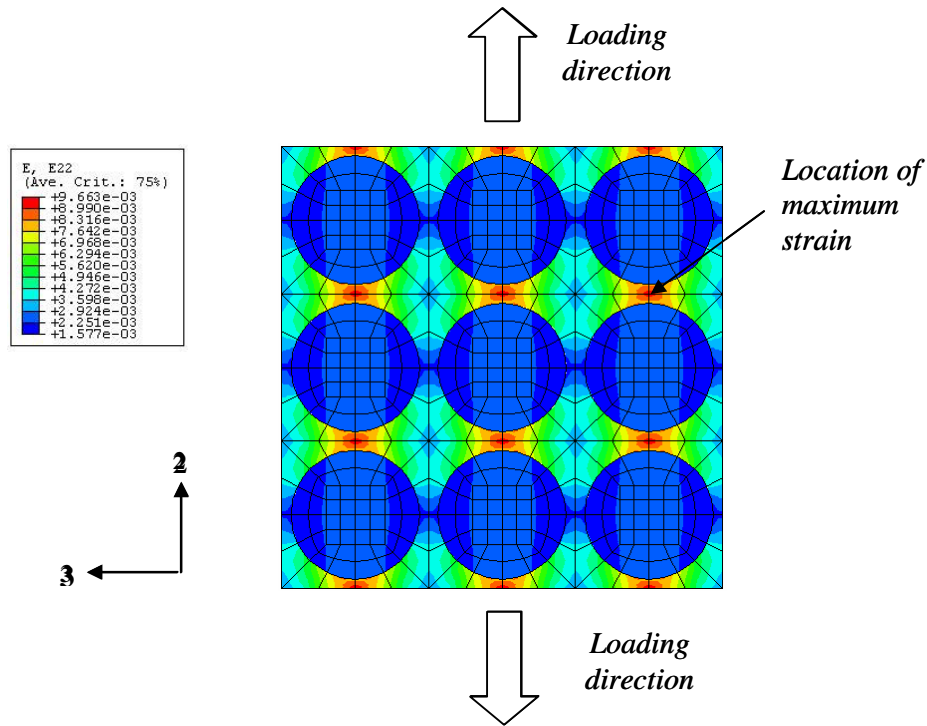 Loading
direction
E, E22
(Ave. Crit.: 75%)
+9.663e-03
+8.990e-03
+8.316e-03
+7.642e-03
+6.968e-03
+6.294e-03
+5.620e-03
+4.946e-03
+4.272e-03
+3.598e-03
+2.924e-03
+2.251e-03
+1.577e-03
Location of
maximum
strain
2
3
Loading
direction